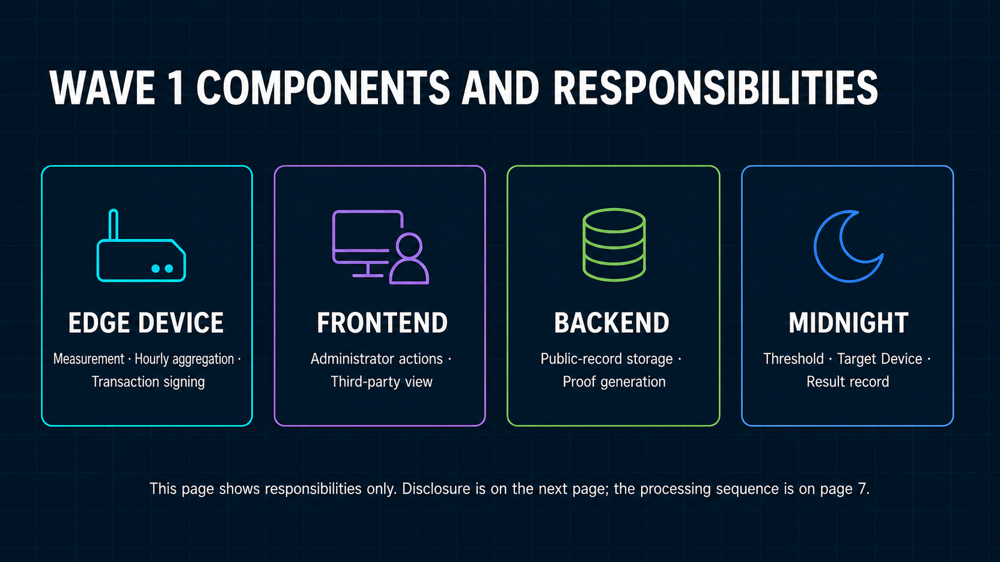 WAVE 1 COMPONENTS AND RESPONSIBILITIES
EDGE DEVICE
Measurement · Hourly aggregation ·
Transaction signing
FRONTEND
Administrator actions ·
Third-party view
BACKEND
Public-record storage ·
Proof generation
MIDNIGHT
Threshold · Target Device ·
Result record
This page shows responsibilities only. Disclosure is on the next page; the processing sequence is on page 7.